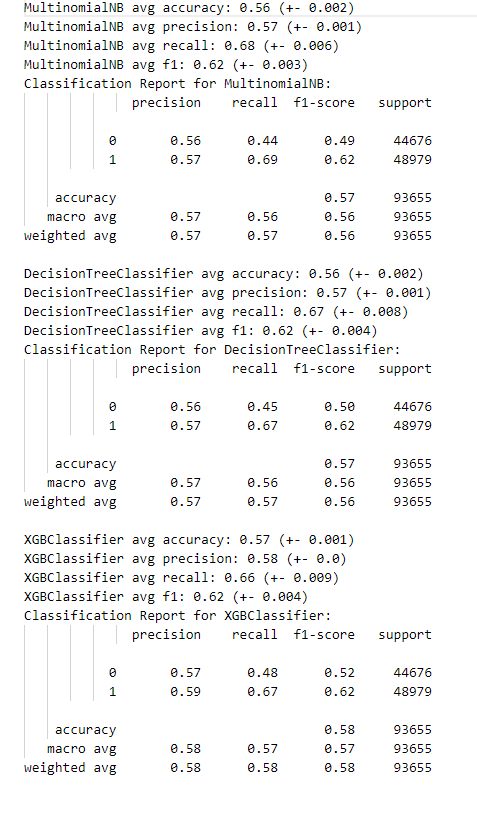 MultinomialNB avg accuracy: 0.56 (+- 0.002)
MultinomialNB avg precision: 0.57 (+- 0.001)
MultinomialNB avg recall: 0.68 (+- 0.006)
MultinomialNB avg f1: 0.62 (+- 0.003)
Classification Report for MultinomialNB:
precision recall f1-score support
0 0.56 0.44 0.49 44676
1 0.57 0.69 0.62 48979
accuracy 0.57 93655
macro avg 0.57 0.56 0.56 93655
weighted avg 0.57 0.57 0.56 93655
DecisionTreeClassifier avg accuracy: 0.56 (+- 0.002)
DecisionTreeClassifier avg precision: 0.57 (+- 0.001)
DecisionTreeClassifier avg recall: 0.67 (+- 0.008)
DecisionTreeClassifier avg f1: 0.62 (+- 0.004)
Classification Report for DecisionTreeClassifier:
precision recall f1-score support
0 0.56 0.45 0.50 44676
1 0.57 0.67 0.62 48979
accuracy 0.57 93655
macro avg 0.57 0.56 0.56 93655
weighted avg 0.57 0.57 0.56 93655
XGBClassifier avg accuracy: 0.57 (+- 0.001)
XGBClassifier avg precision: 0.58 (+- 0.0)
XGBClassifier avg recall: 0.66 (+- 0.009)
XGBClassifier avg f1: 0.62 (+- 0.004)
Classification Report for XGBClassifier:
precision recall f1-score support
0 0.57 0.48 0.52 44676
1 0.59 0.67 0.62 48979
accuracy 0.58 93655
macro avg 0.58 0.57 0.57 93655
weighted avg 0.58 0.58 0.58 93655